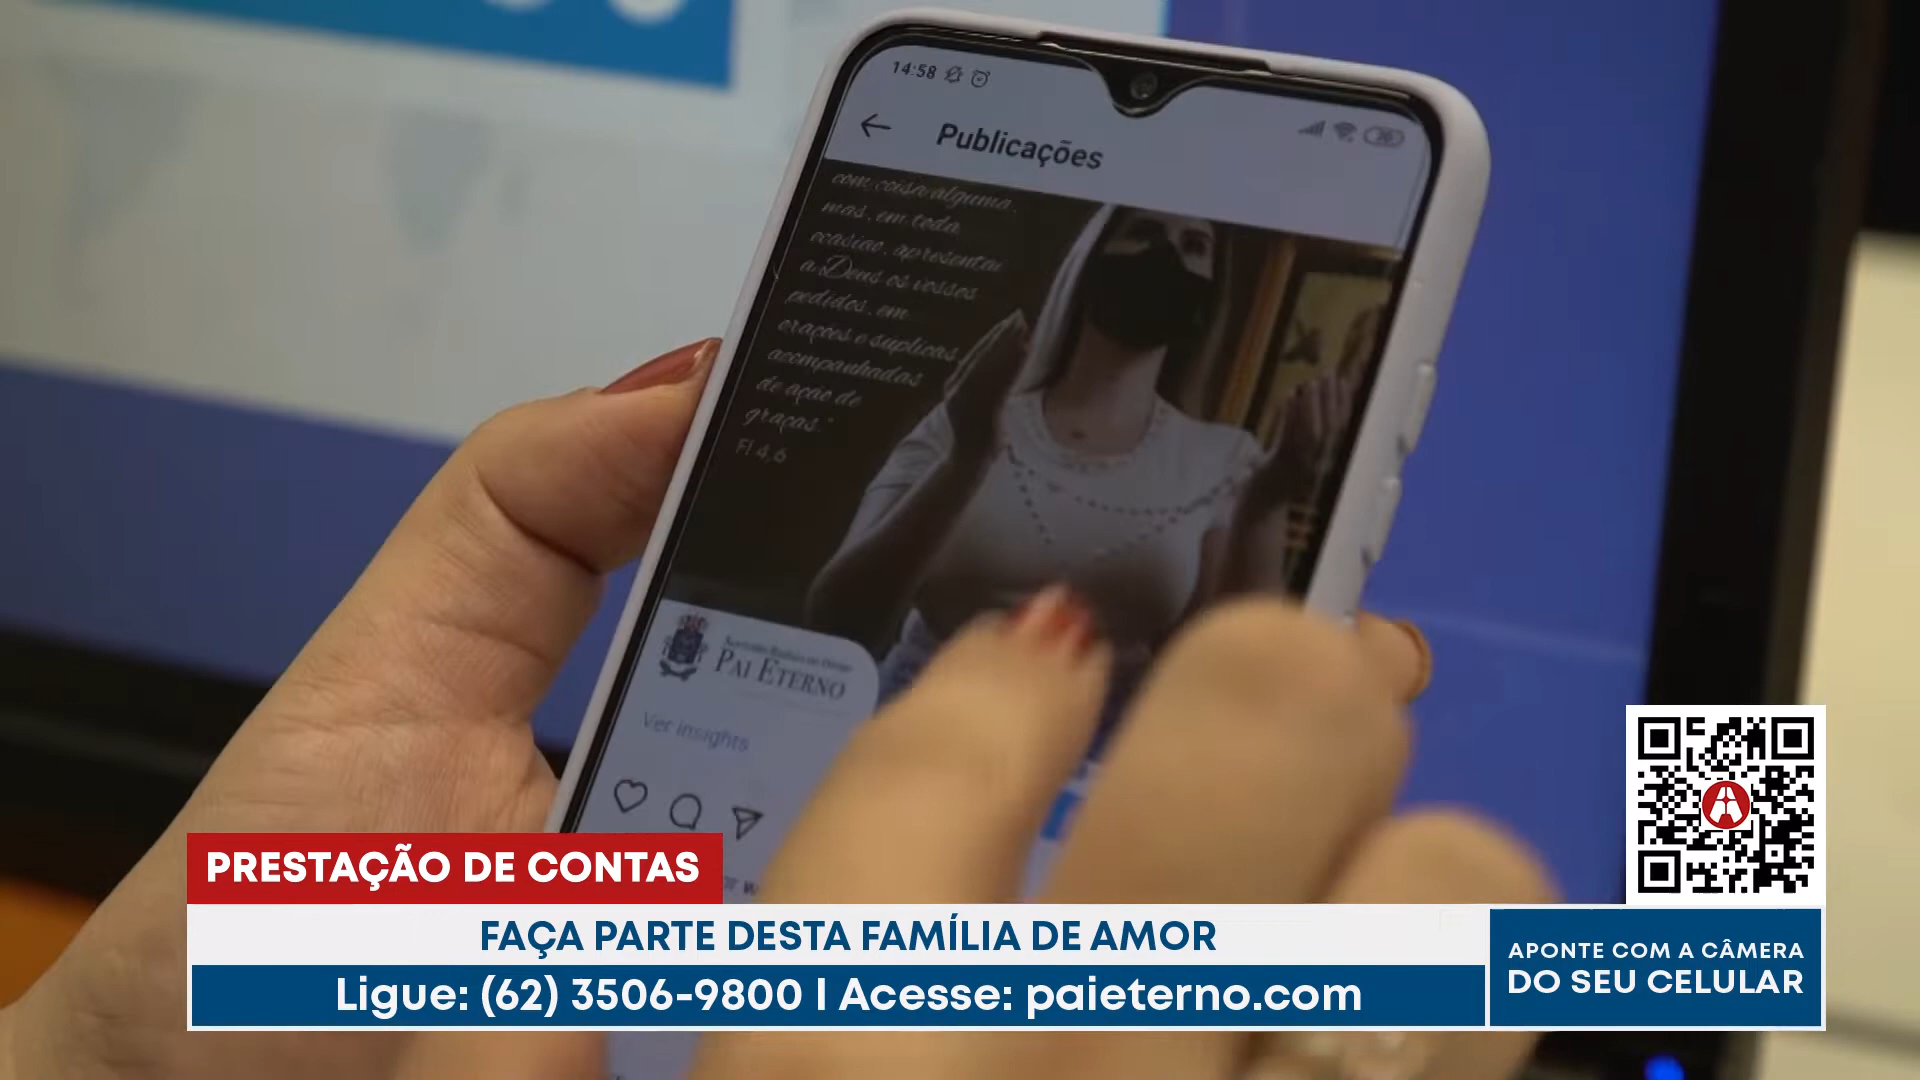 14:58
Publicações
com coisa alguma,
mas, em toda
ocasião, apresentai
a Deus os vossos
pedidos, em
orações e súplicas,
acompanhadas
de ação de
graças."
Fl 4,6
PAI ETERNO
Ver insights
PRESTAÇÃO DE CONTAS
FAÇA PARTE DESTA FAMÍLIA DE AMOR
Ligue: (62) 3506-9800 | Acesse: paieterno.com
APONTE COM A CÂMERA
DO SEU CELULAR